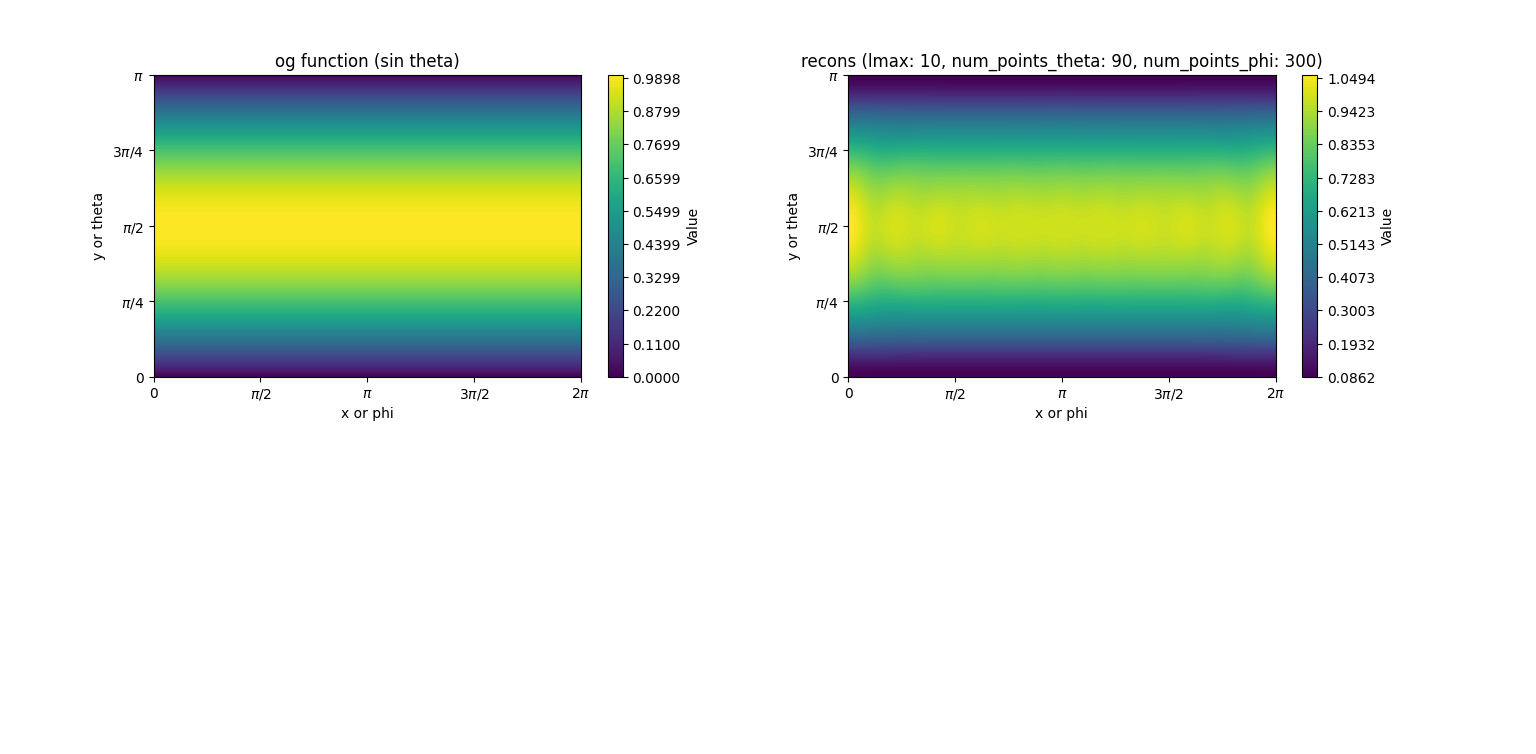 og function (sin theta)
π
3π/4
π/2
π/4
0
y or theta
0
π/2
π
3π/2
2π
x or phi
0.9898
0.8799
0.7699
0.6599
0.5499
0.4399
0.3299
0.2200
0.1100
0.0000
Value
recons (lmax: 10, num_points_theta: 90, num_points_phi: 300)
π
3π/4
π/2
π/4
0
y or theta
0
π/2
π
3π/2
2π
x or phi
1.0494
0.9423
0.8353
0.7283
0.6213
0.5143
0.4073
0.3003
0.1932
0.0862
Value